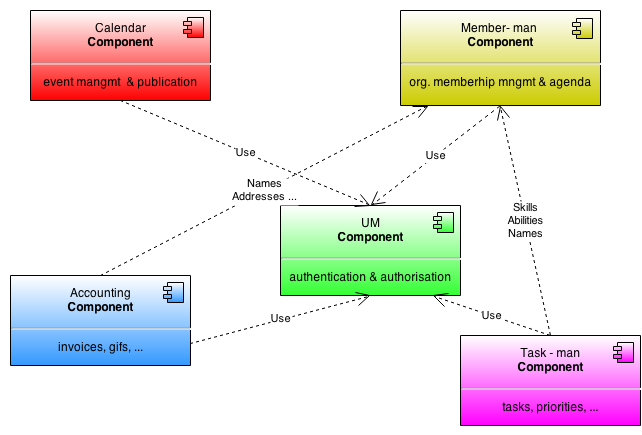 Calendar
Component
event mangmt & publication
Member- man
Component
org. memberhip mngmt & agenda
Use
Use
Names
Addresses ...
Skills
Abilities
Names
UM
Component
authentication & authorisation
Accounting
Component
invoices, gifs, ...
Use
Use
Task - man
Component
tasks, priorities, ...